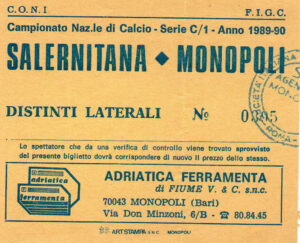 C.O.N.I. F.I.G.C.
Campionato Naz.le di Calcio - Serie C/1 - Anno 1989-90
SALERNITANA ◆ MONOPOLI
DISTINTI LATERALI № 0805
Lo spettatore che da una verifica di controllo viene trovato sprovvisto
del presente biglietto dovrà corrispondere di nuovo il prezzo dello stesso.
adriatica
ferramenta
ADRIATICA FERRAMENTA
di FIUME V. & C. s.n.c.
70043 MONOPOLI (Bari)
Via Don Minzoni, 6/B - ☎ 80.84.45
ARTSTAMPA s.n.c. MONOPOLI